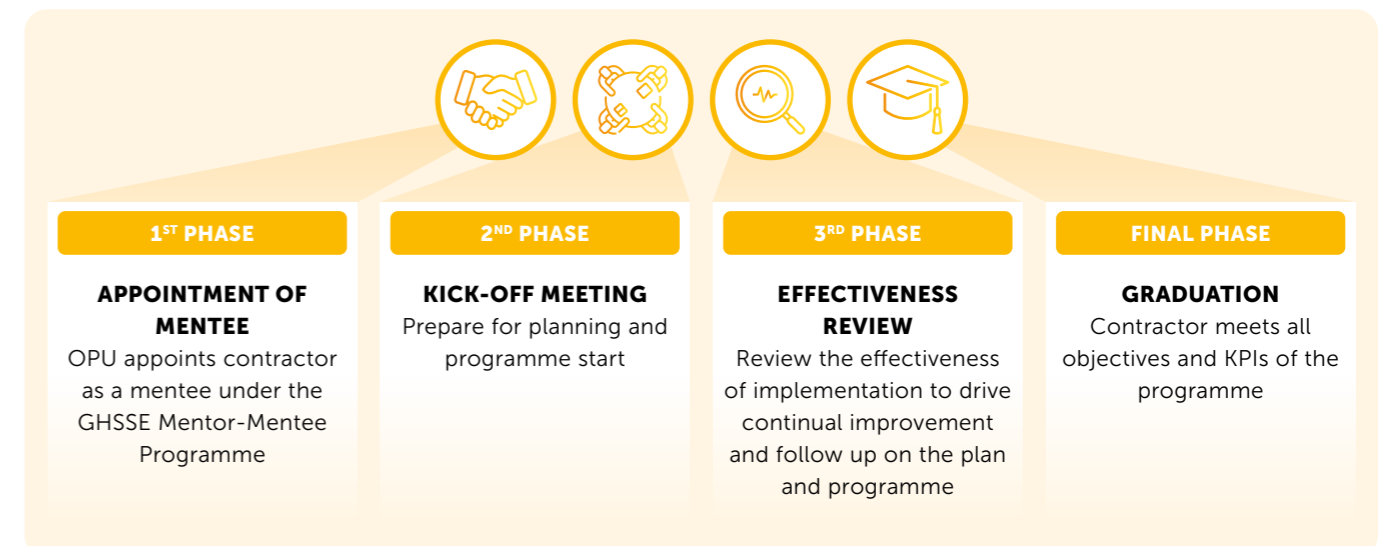 1ST PHASE
APPOINTMENT OF
MENTEE
OPU appoints contractor
as a mentee under the
GHSSE Mentor-Mentee
Programme
2ND PHASE
KICK-OFF MEETING
Prepare for planning and
programme start
3RD PHASE
EFFECTIVENESS
REVIEW
Review the effectiveness
of implementation to drive
continual improvement
and follow up on the plan
and programme
FINAL PHASE
GRADUATION
Contractor meets all
objectives and KPIs of the
programme